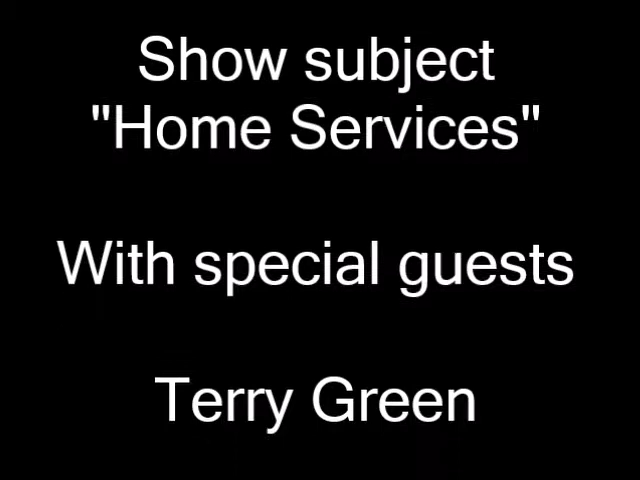 Show subject
"Home Services"
With special guests
Terry Green